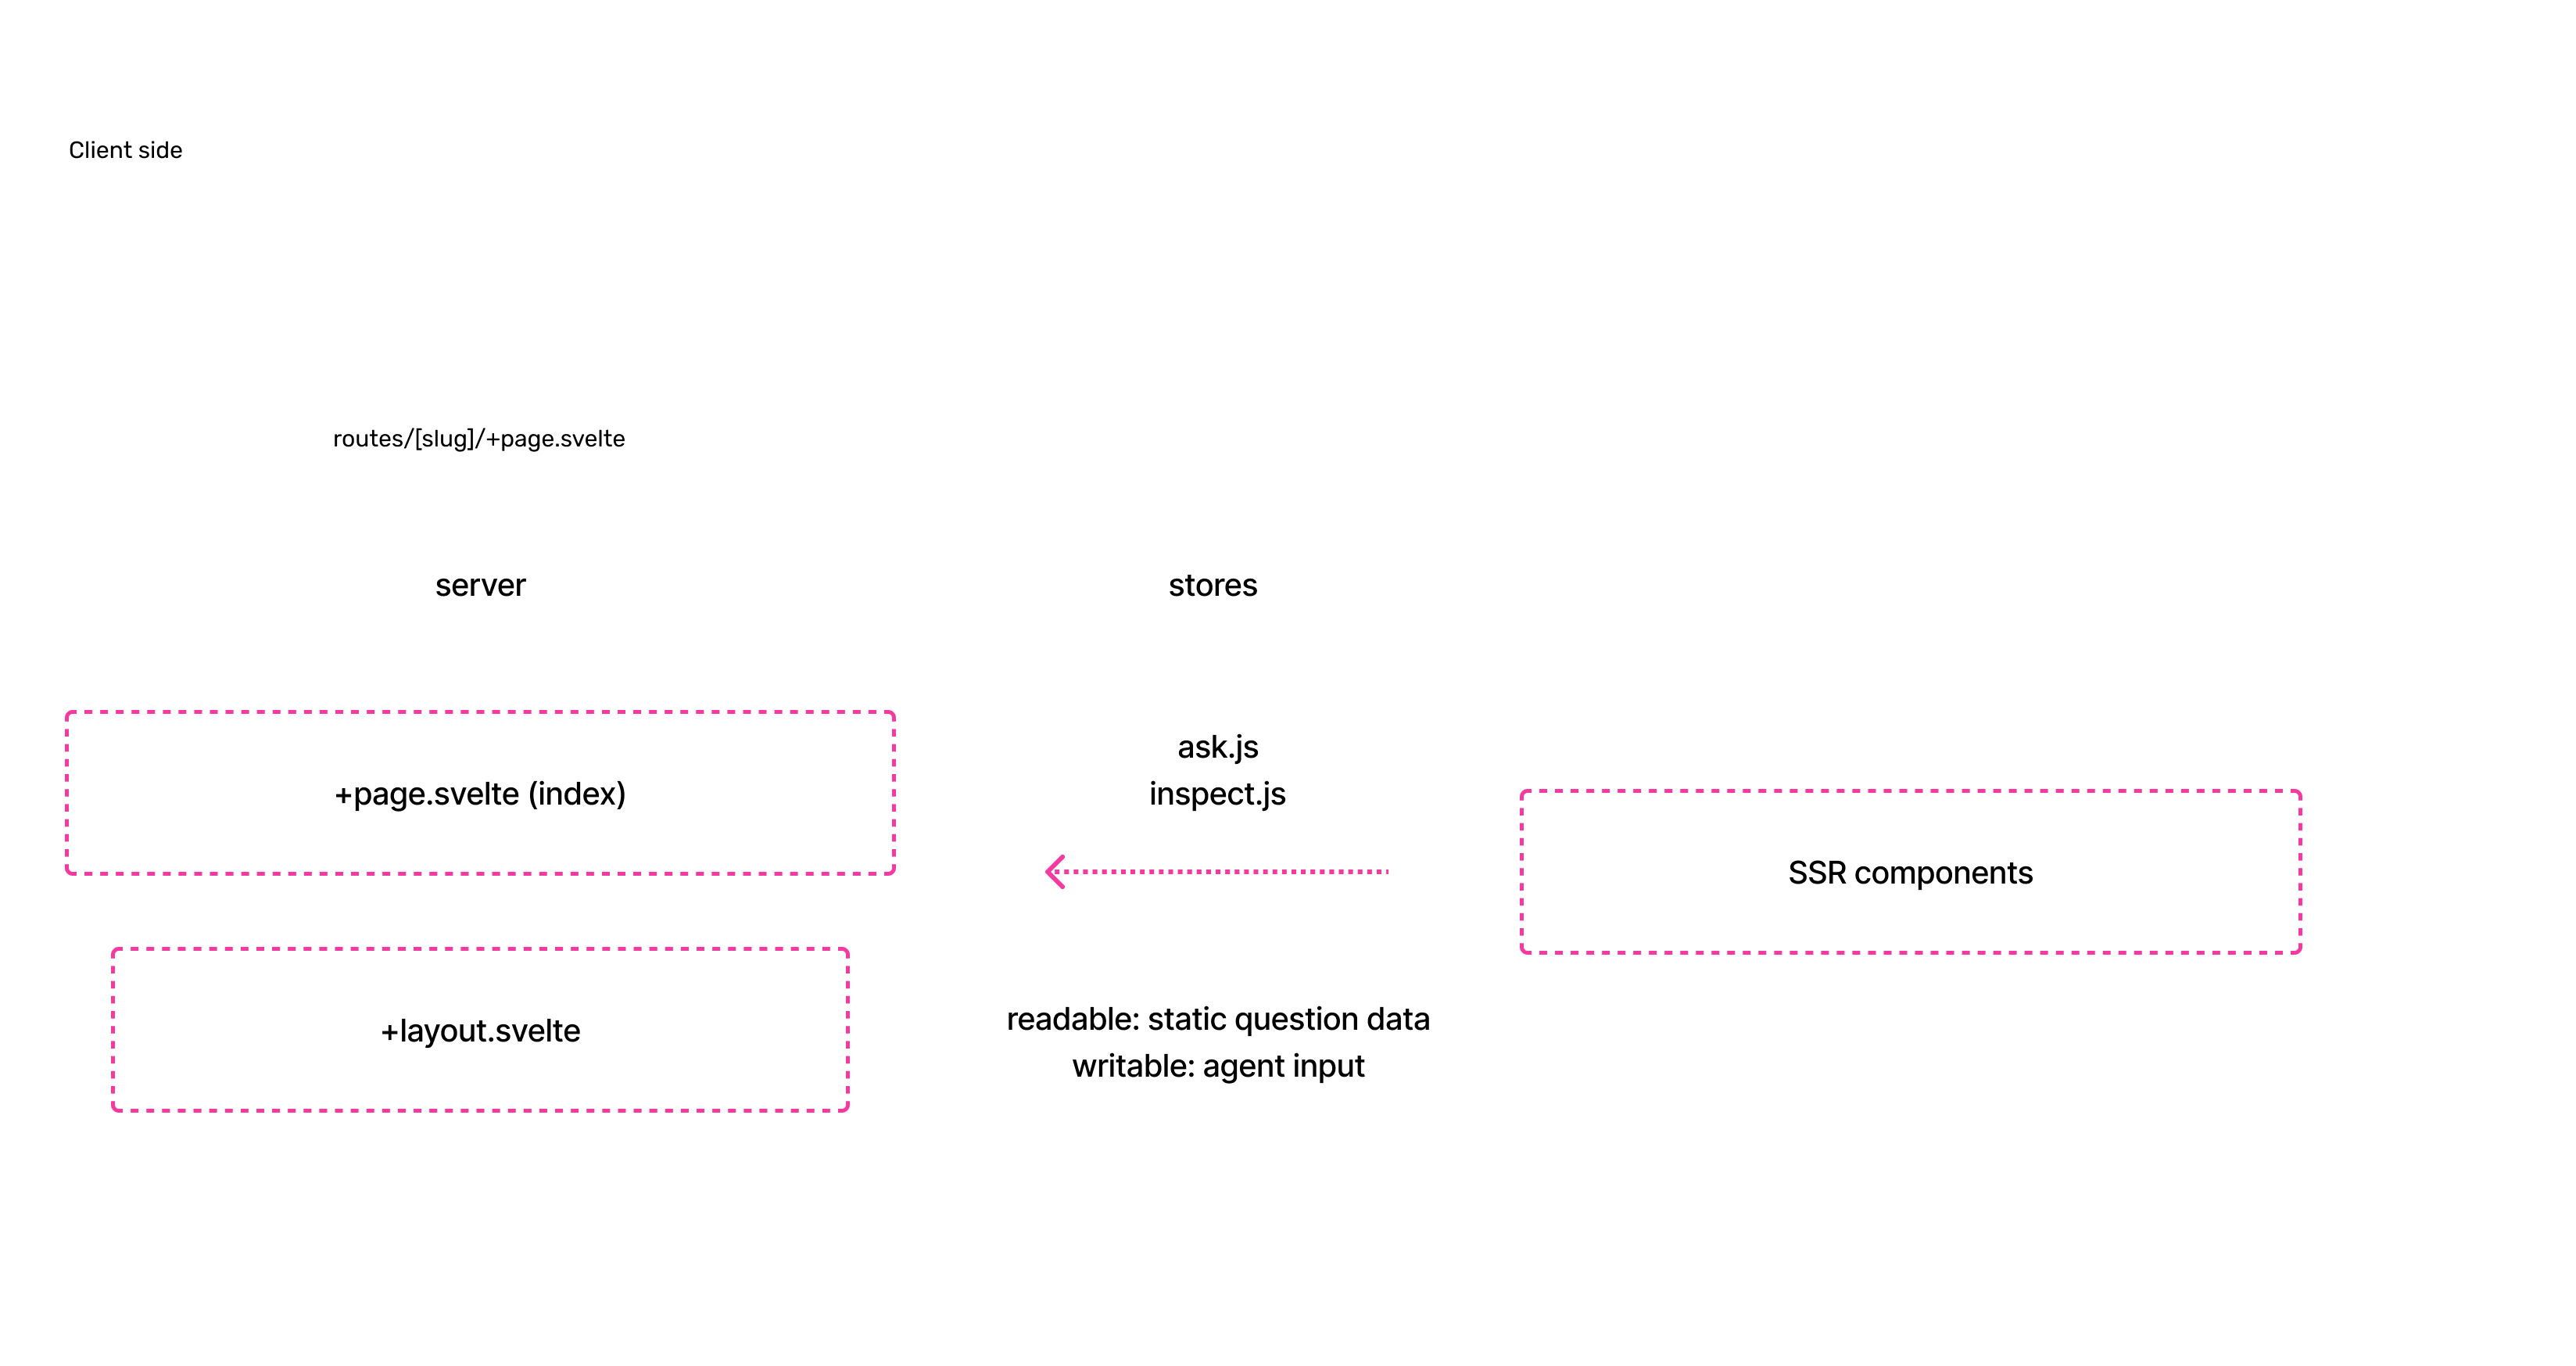 Client side
routes/[slug]/+page.svelte
server
stores
+page.svelte (index)
ask.js
inspect.js
SSR components
+layout.svelte
readable: static question data
writable: agent input